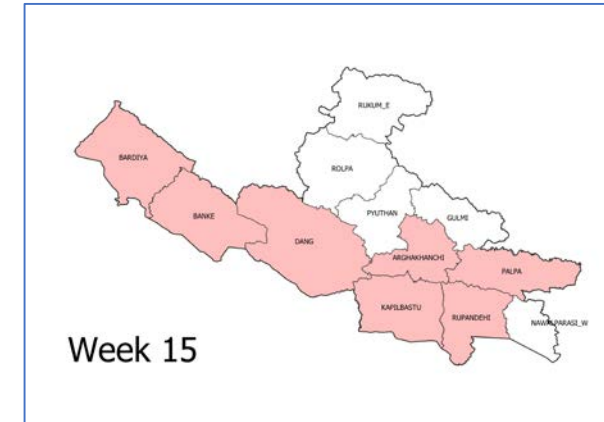 RUKUM_E
BARDIYA
ROLPA
BANKE
PYUTHAN
GULMI
DANG
ARGHAKHANCHI
PALPA
KAPILBASTU
RUPANDEHI
NAWALPARASI_W
Week 15